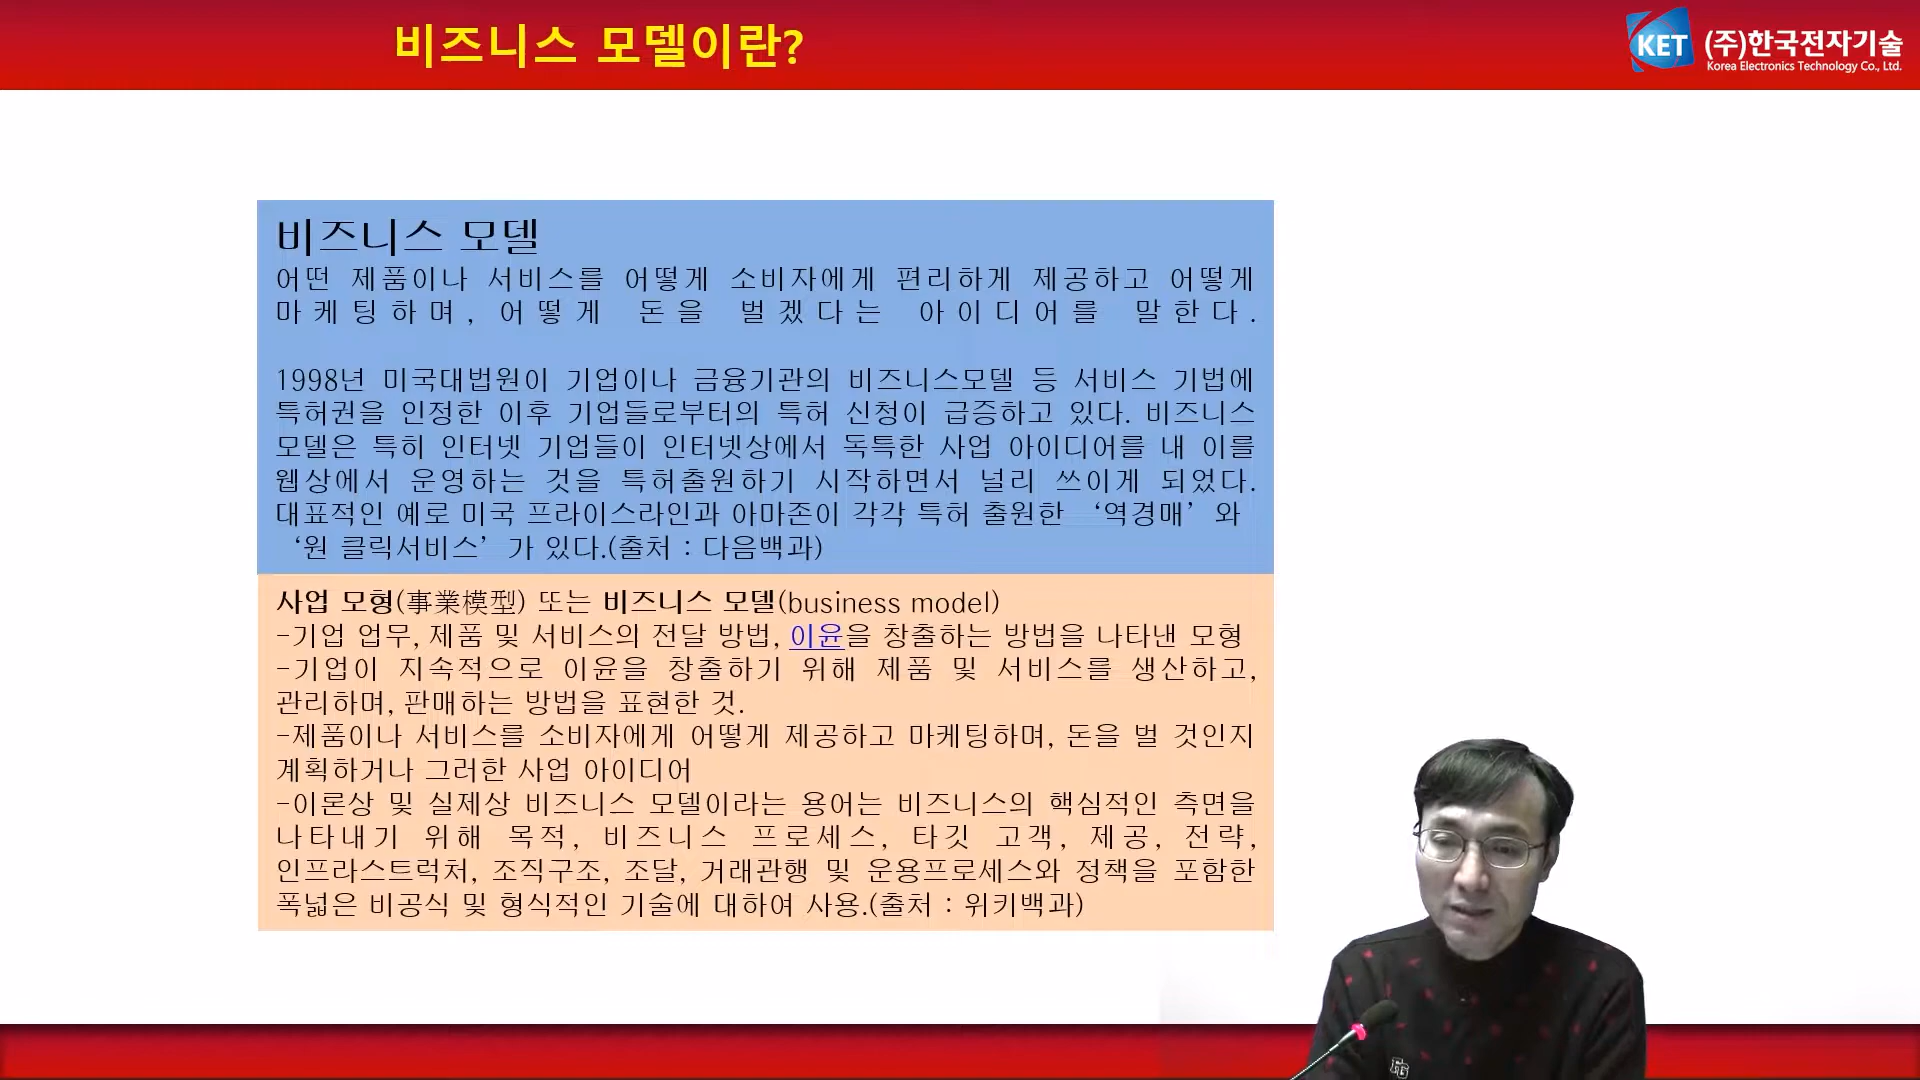 비즈니스 모델이란?
KET (주)한국전자기술
Korea Electronics Technology Co., Ltd.
비즈니스 모델
어떤 제품이나 서비스를 어떻게 소비자에게 편리하게 제공하고 어떻게
마케팅하며, 어떻게 돈을 벌겠다는 아이디어를 말한다.
1998년 미국대법원이 기업이나 금융기관의 비즈니스모델 등 서비스 기법에
특허권을 인정한 이후 기업들로부터의 특허 신청이 급증하고 있다. 비즈니스
모델은 특히 인터넷 기업들이 인터넷상에서 독특한 사업 아이디어를 내 이를
웹상에서 운영하는 것을 특허출원하기 시작하면서 널리 쓰이게 되었다.
대표적인 예로 미국 프라이스라인과 아마존이 각각 특허 출원한 ‘역경매’와
‘원 클릭서비스’가 있다.(출처 : 다음백과)
사업 모형(事業模型) 또는 비즈니스 모델(business model)
-기업 업무, 제품 및 서비스의 전달 방법, 이윤을 창출하는 방법을 나타낸 모형
-기업이 지속적으로 이윤을 창출하기 위해 제품 및 서비스를 생산하고,
관리하며, 판매하는 방법을 표현한 것.
-제품이나 서비스를 소비자에게 어떻게 제공하고 마케팅하며, 돈을 벌 것인지
계획하거나 그러한 사업 아이디어
-이론상 및 실제상 비즈니스 모델이라는 용어는 비즈니스의 핵심적인 측면을
나타내기 위해 목적, 비즈니스 프로세스, 타깃 고객, 제공, 전략,
인프라스트럭처, 조직구조, 조달, 거래관행 및 운용프로세스와 정책을 포함한
폭넓은 비공식 및 형식적인 기술에 대하여 사용.(출처 : 위키백과)